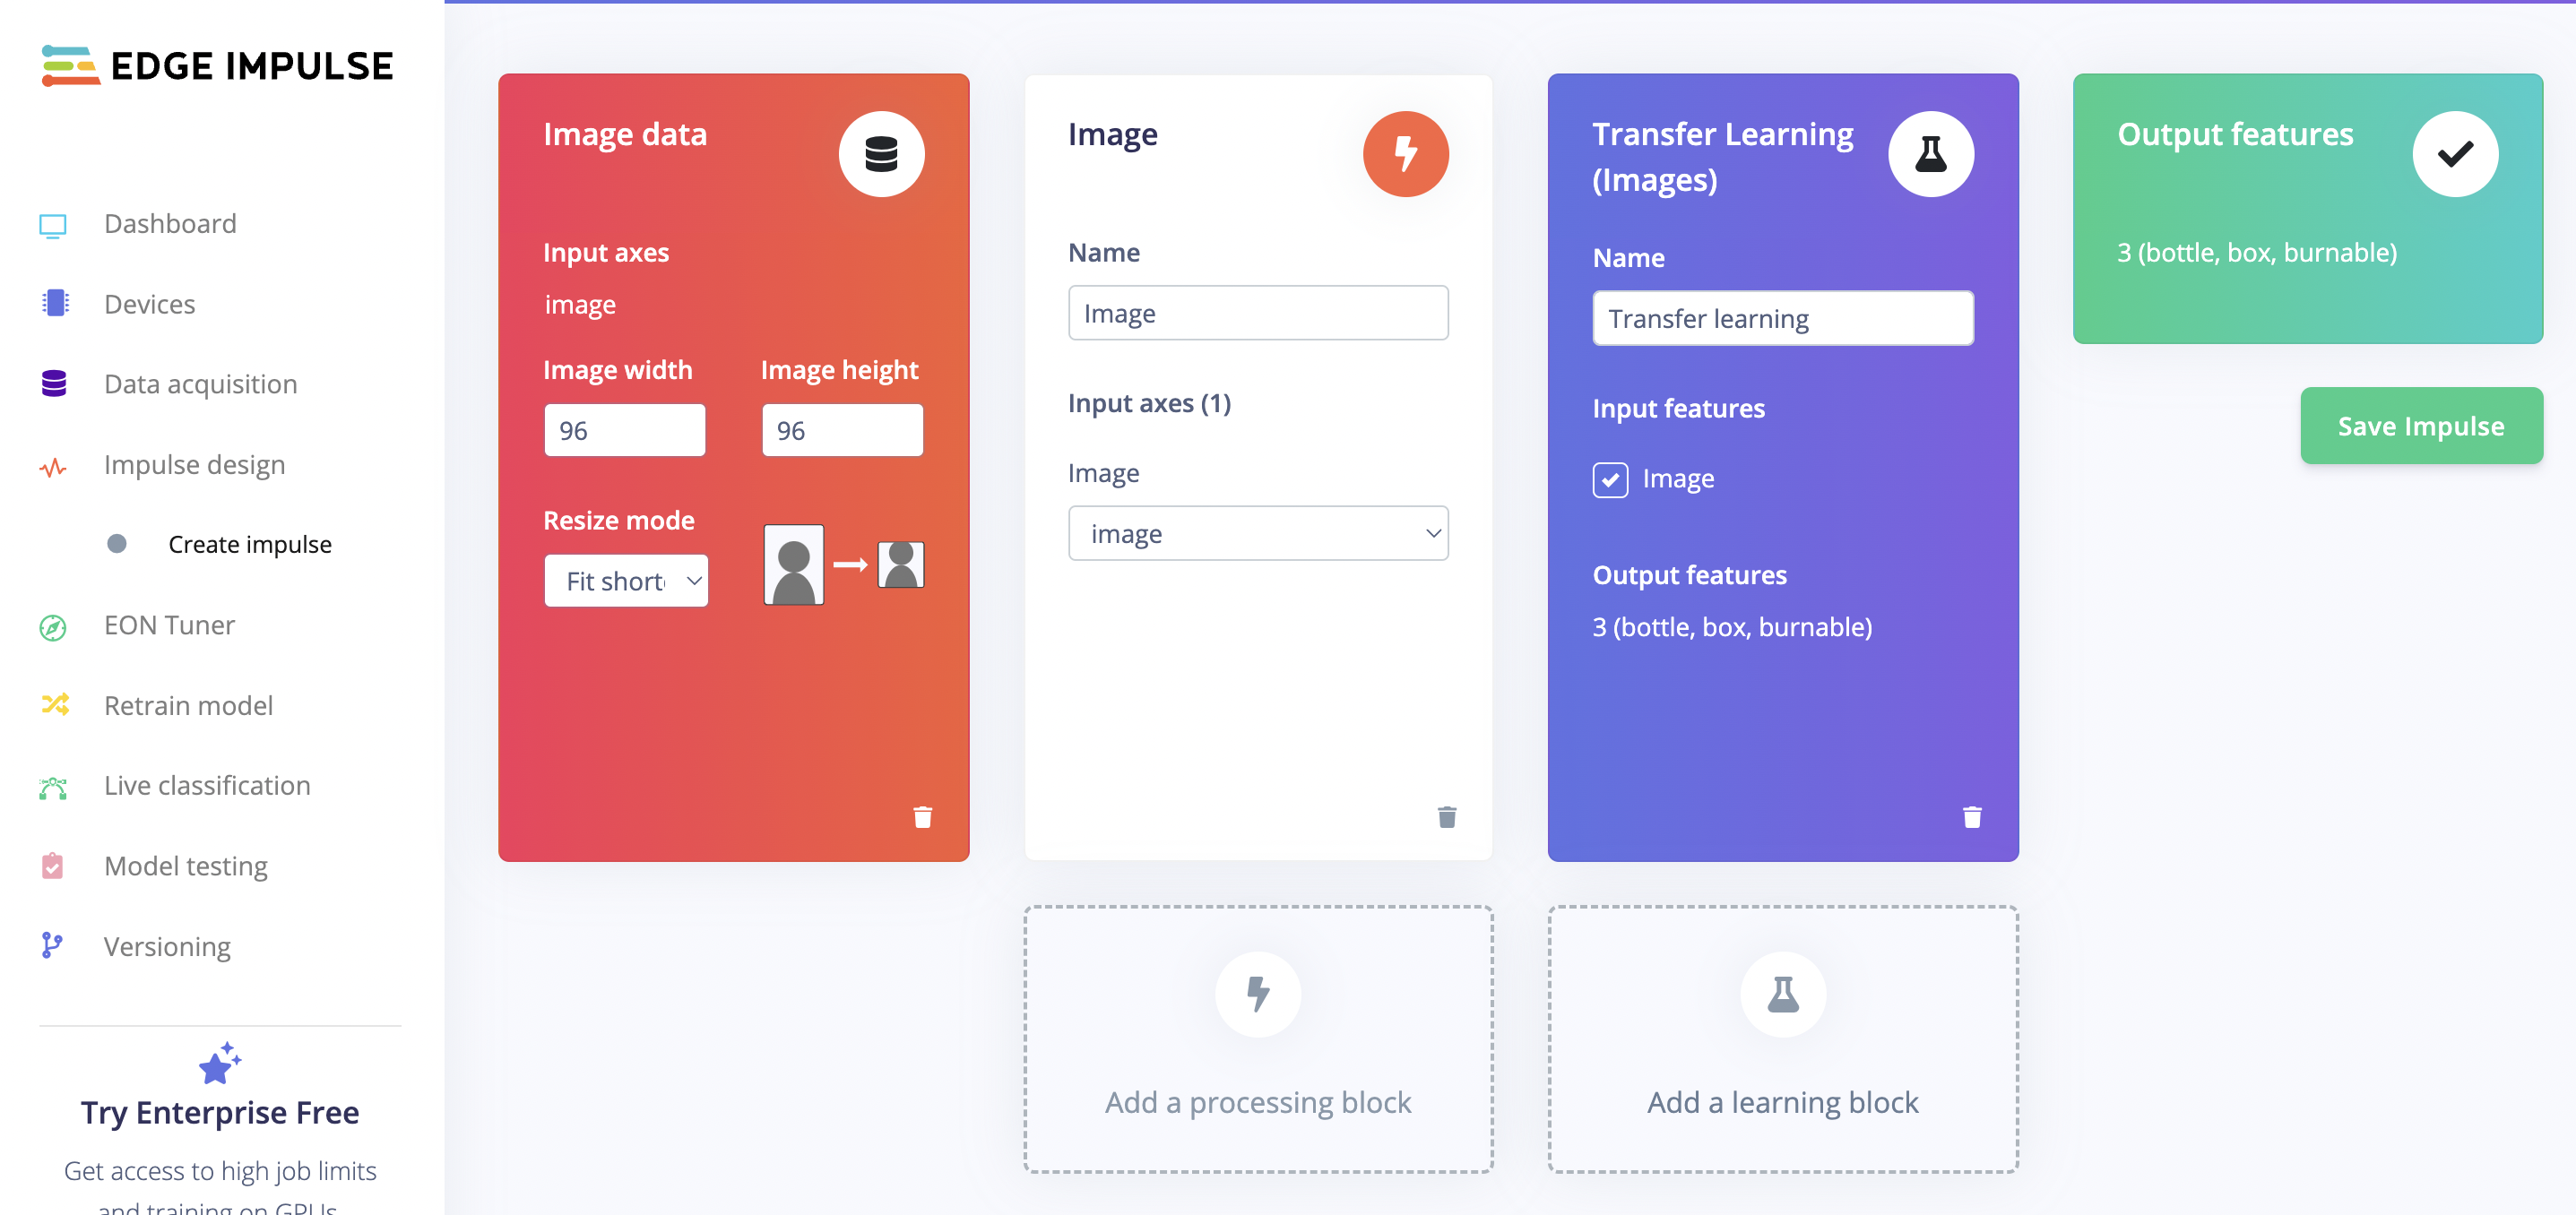 EDGE IMPULSE
Dashboard
Devices
Data acquisition
Impulse design
Create impulse
EON Tuner
Retrain model
Live classification
Model testing
Versioning
Try Enterprise Free
Get access to high job limits
and training on GPUs
Image data
Input axes
image
Image width
Image height
96
96
Resize mode
Fit short
Image
Name
Image
Input axes (1)
Image
image
Add a processing block
Transfer Learning
(Images)
Name
Transfer learning
Input features
Image
Output features
3 (bottle, box, burnable)
Add a learning block
Output features
3 (bottle, box, burnable)
Save Impulse